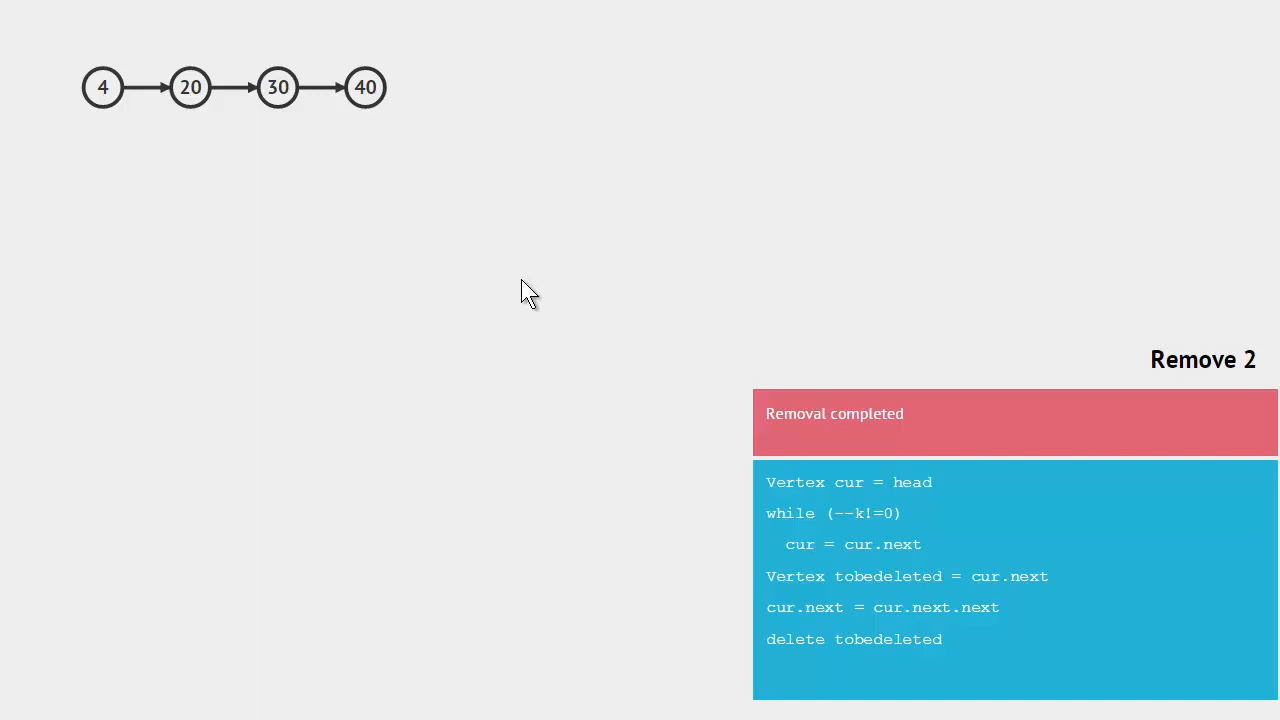 4 20 30 40
Remove 2
Removal completed
Vertex cur = head
while (--k!=0)
cur = cur.next
Vertex tobedeleted = cur.next
cur.next = cur.next.next
delete tobedeleted